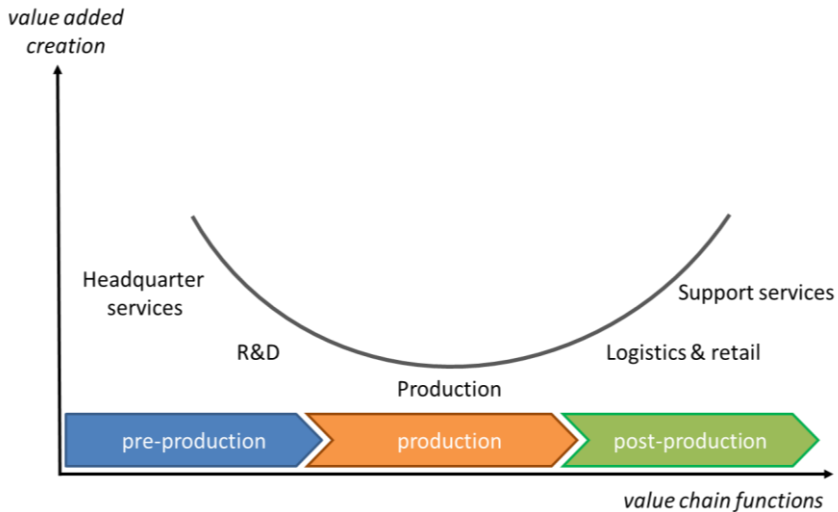 value added
creation
Headquarter
services
R&D
Production
Logistics & retail
Support services
pre-production
production
post-production
value chain functions